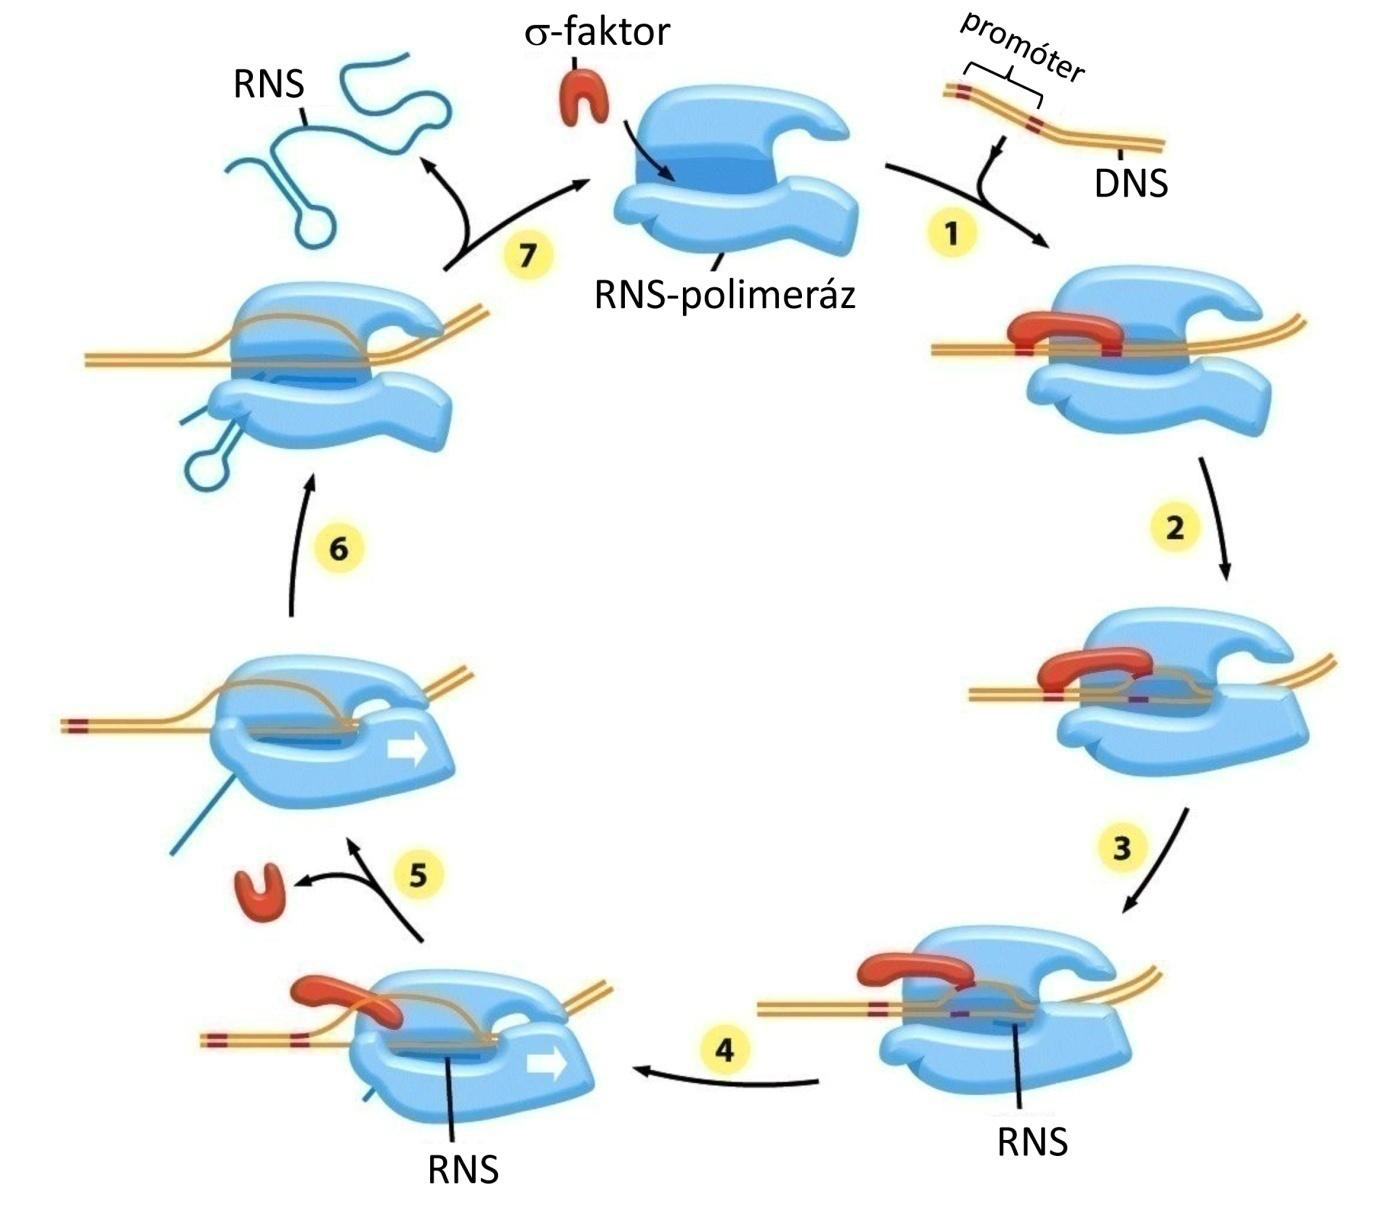 σ-faktor
promóter
RNS
DNS
1
7
RNS-polimeráz
2
6
3
5
4
RNS
RNS